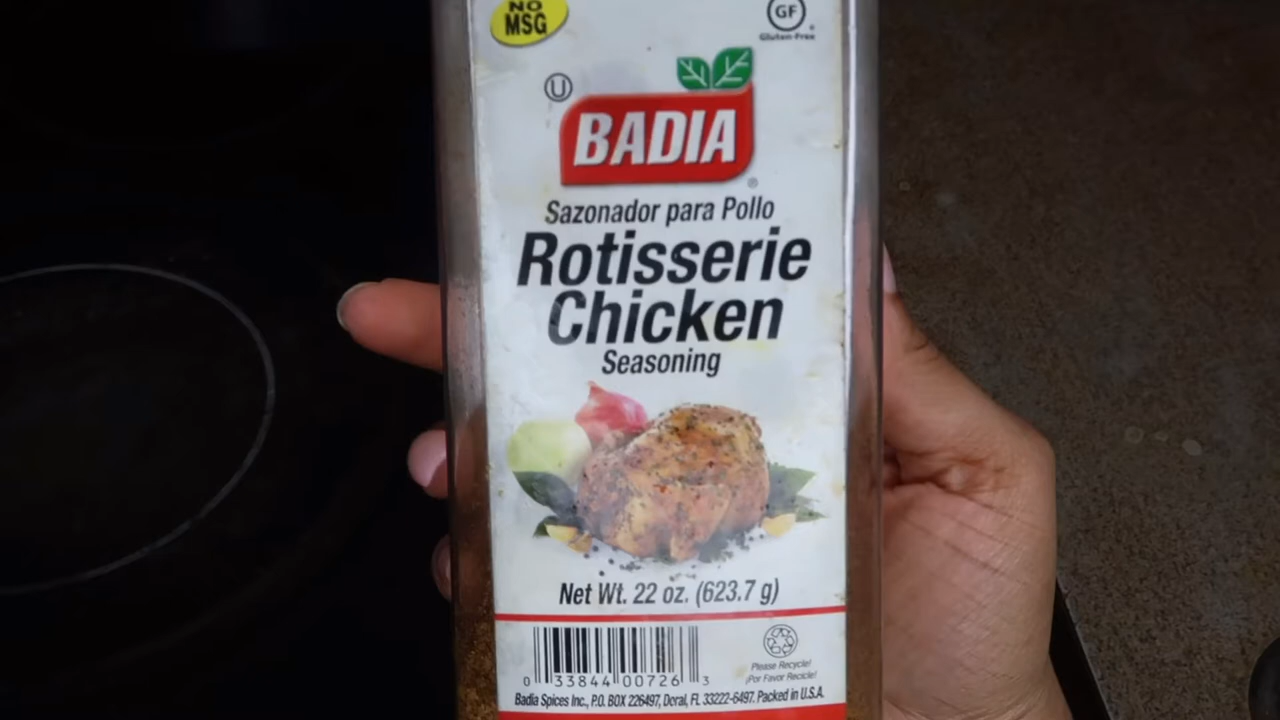 NO
MSG
GF
Gluten-Free
U
BADIA
®
Sazonador para Pollo
Rotisserie
Chicken
Seasoning
Net Wt. 22 oz. (623.7 g)
0 33844 00726 3
Please Recycle!
¡Por Favor Recicle!
Badia Spices Inc., P.O. BOX 226497, Doral, FL 33222-6497. Packed in U.S.A.